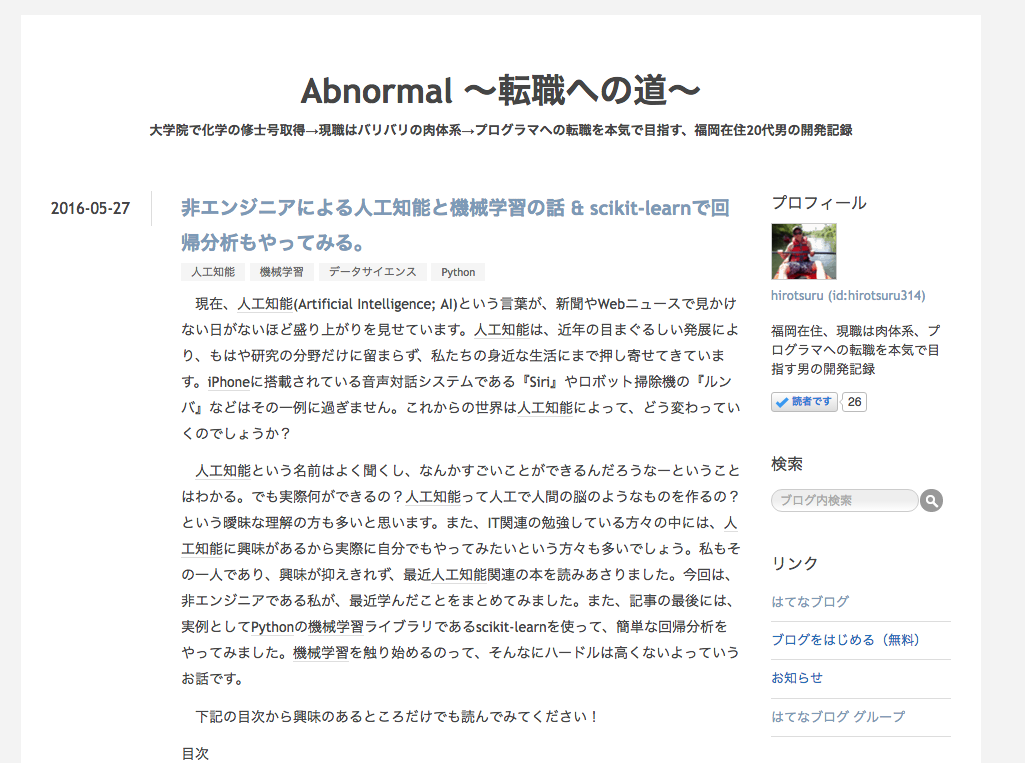 Abnormal 〜転職への道〜
大学院で化学の修士号取得→現職はバリバリの肉体系→プログラマへの転職を本気で目指す、福岡在住20代男の開発記録
2016-05-27
非エンジニアによる人工知能と機械学習の話 & scikit-learnで回
帰分析もやってみる。
人工知能 機械学習 データサイエンス Python
現在、人工知能(Artificial Intelligence; AI)という言葉が、新聞やWebニュースで見かけ
ない日がないほど盛り上がりを見せています。人工知能は、近年の目まぐるしい発展によ
り、もはや研究の分野だけに留まらず、私たちの身近な生活にまで押し寄せてきていま
す。iPhoneに搭載されている音声対話システムである『Siri』やロボット掃除機の『ルン
バ』などはその一例に過ぎません。これからの世界は人工知能によって、どう変わってい
くのでしょうか？
人工知能という名前はよく聞くし、なんかすごいことができるんだろうなーということ
はわかる。でも実際何ができるの？人工知能って人工で人間の脳のようなものを作るの？
という曖昧な理解の方も多いと思います。また、IT関連の勉強している方々の中には、人
工知能に興味があるから実際に自分でもやってみたいという方々も多いでしょう。私もそ
の一人であり、興味が抑えきれず、最近人工知能関連の本を読みあさりました。今回は、
非エンジニアである私が、最近学んだことをまとめてみました。また、記事の最後には、
実例としてPythonの機械学習ライブラリであるscikit-learnを使って、簡単な回帰分析を
やってみました。機械学習を触り始めるのって、そんなにハードルは高くないよっていう
お話です。
下記の目次から興味のあるところだけでも読んでみてください！
目次
プロフィール
hirotsuru (id:hirotsuru314)
福岡在住、現職は肉体系、プ
ログラマへの転職を本気で目
指す男の開発記録
読者です 26
検索
ブログ内検索
リンク
はてなブログ
ブログをはじめる（無料）
お知らせ
はてなブログ グループ